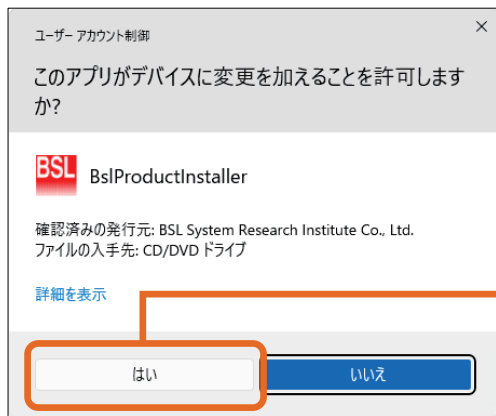 ユーザー アカウント制御
このアプリがデバイスに変更を加えることを許可します
か?
BSL
BslProductInstaller
確認済みの発行元: BSL System Research Institute Co., Ltd.
ファイルの入手先: CD/DVD ドライブ
詳細を表示
はい
いいえ